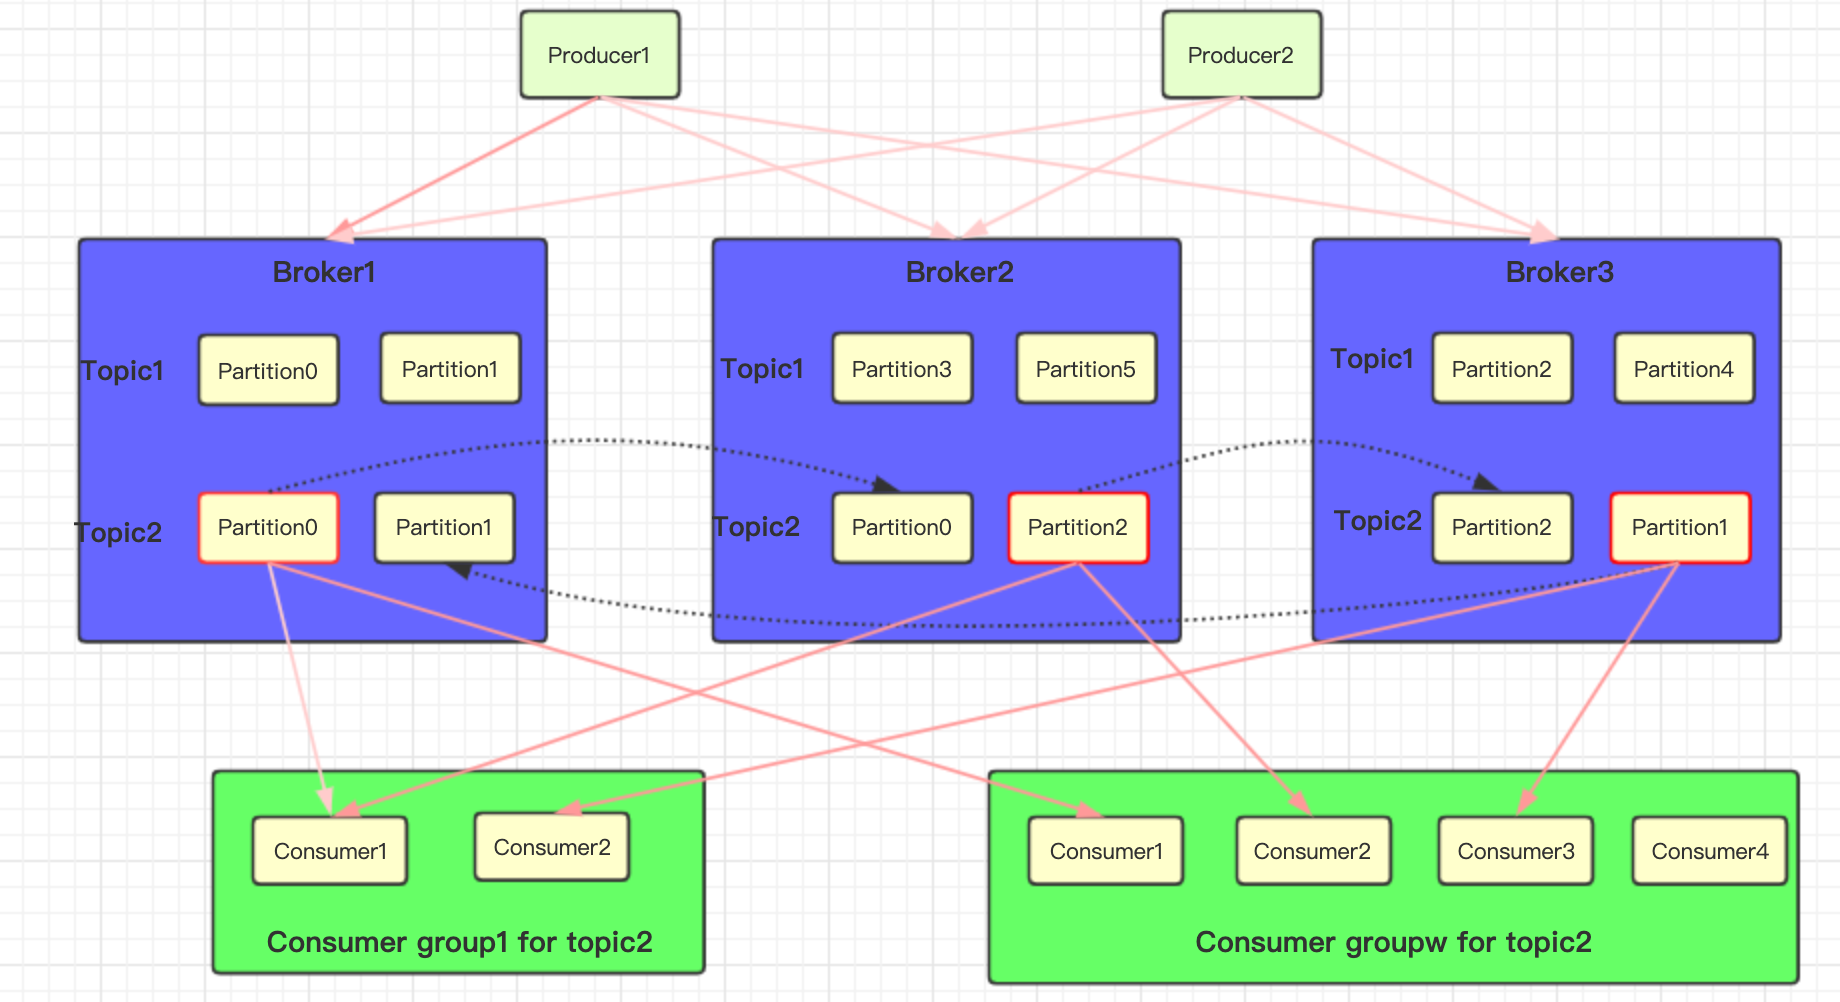 Producer1
Producer2
Broker1
Broker2
Broker3
Topic1
Partition0
Partition1
Topic1
Partition3
Partition5
Topic1
Partition2
Partition4
Topic2
Partition0
Partition1
Topic2
Partition0
Partition2
Topic2
Partition2
Partition1
Consumer1
Consumer2
Consumer group1 for topic2
Consumer1
Consumer2
Consumer3
Consumer4
Consumer groupw for topic2